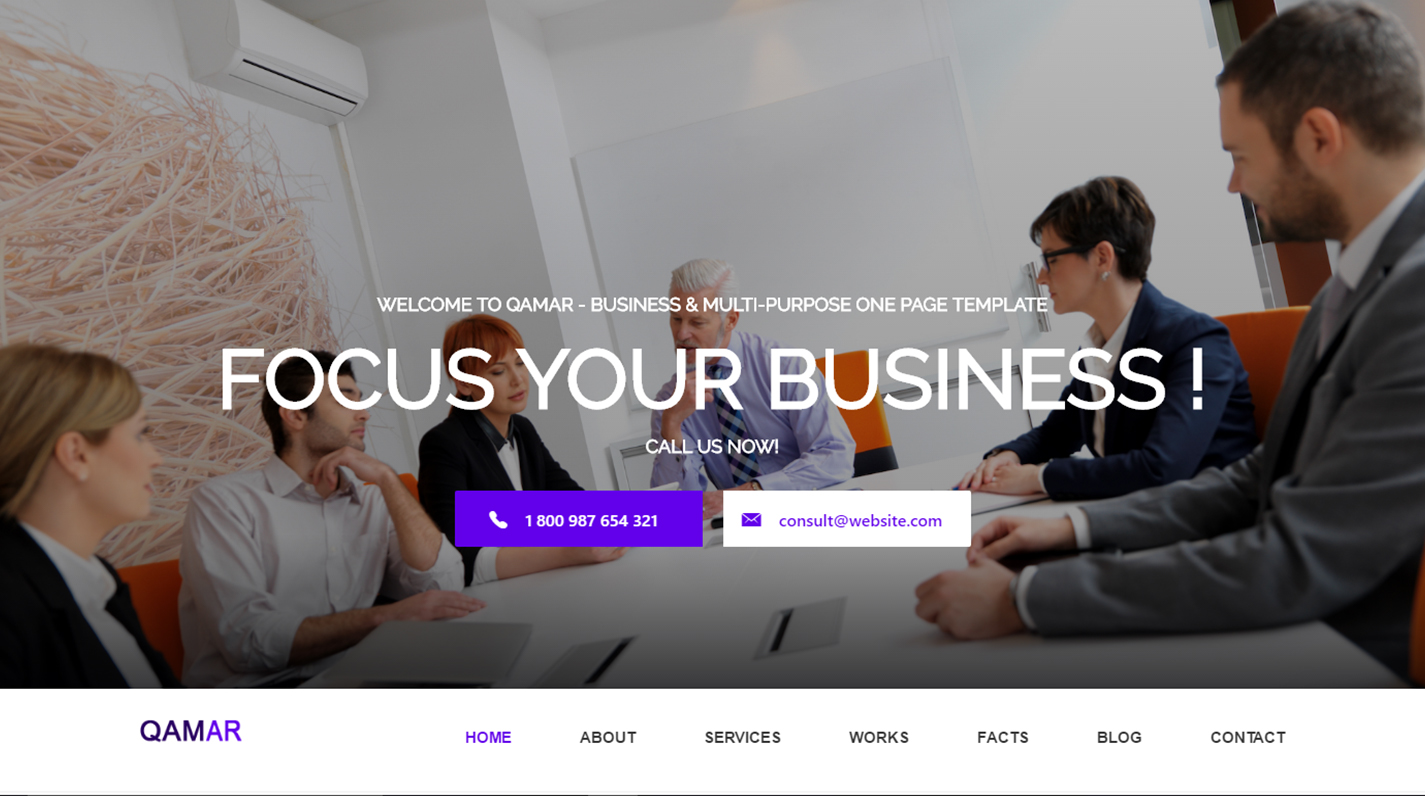 WELCOME TO QAMAR - BUSINESS & MULTI-PURPOSE ONE PAGE TEMPLATE
FOCUS YOUR BUSINESS !
CALL US NOW!
1 800 987 654 321 consult@website.com
QAMAR HOME ABOUT SERVICES WORKS FACTS BLOG CONTACT